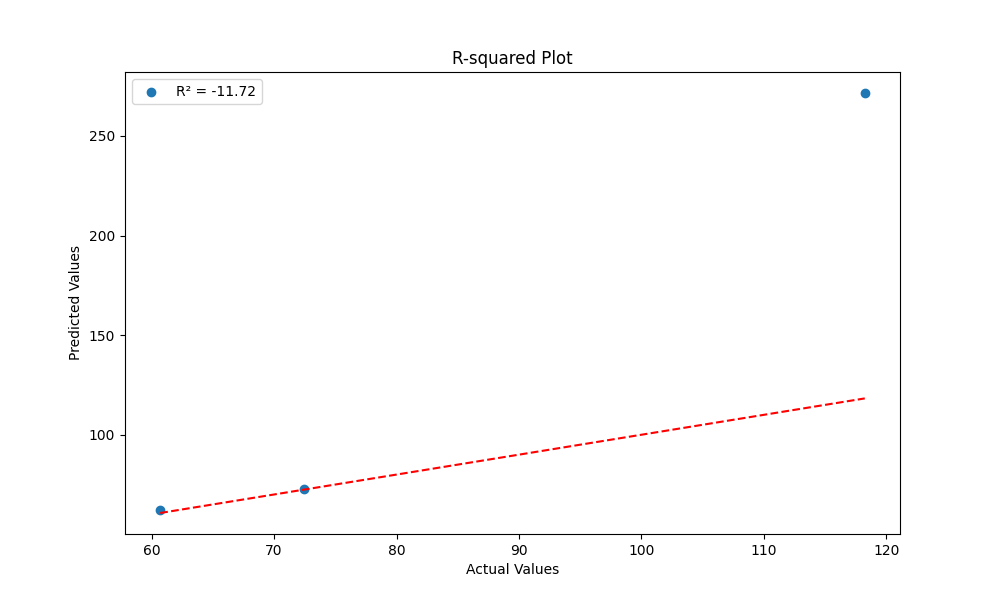 R-squared Plot
R² = -11.72
250
200
150
100
Predicted Values
60 70 80 90 100 110 120
Actual Values